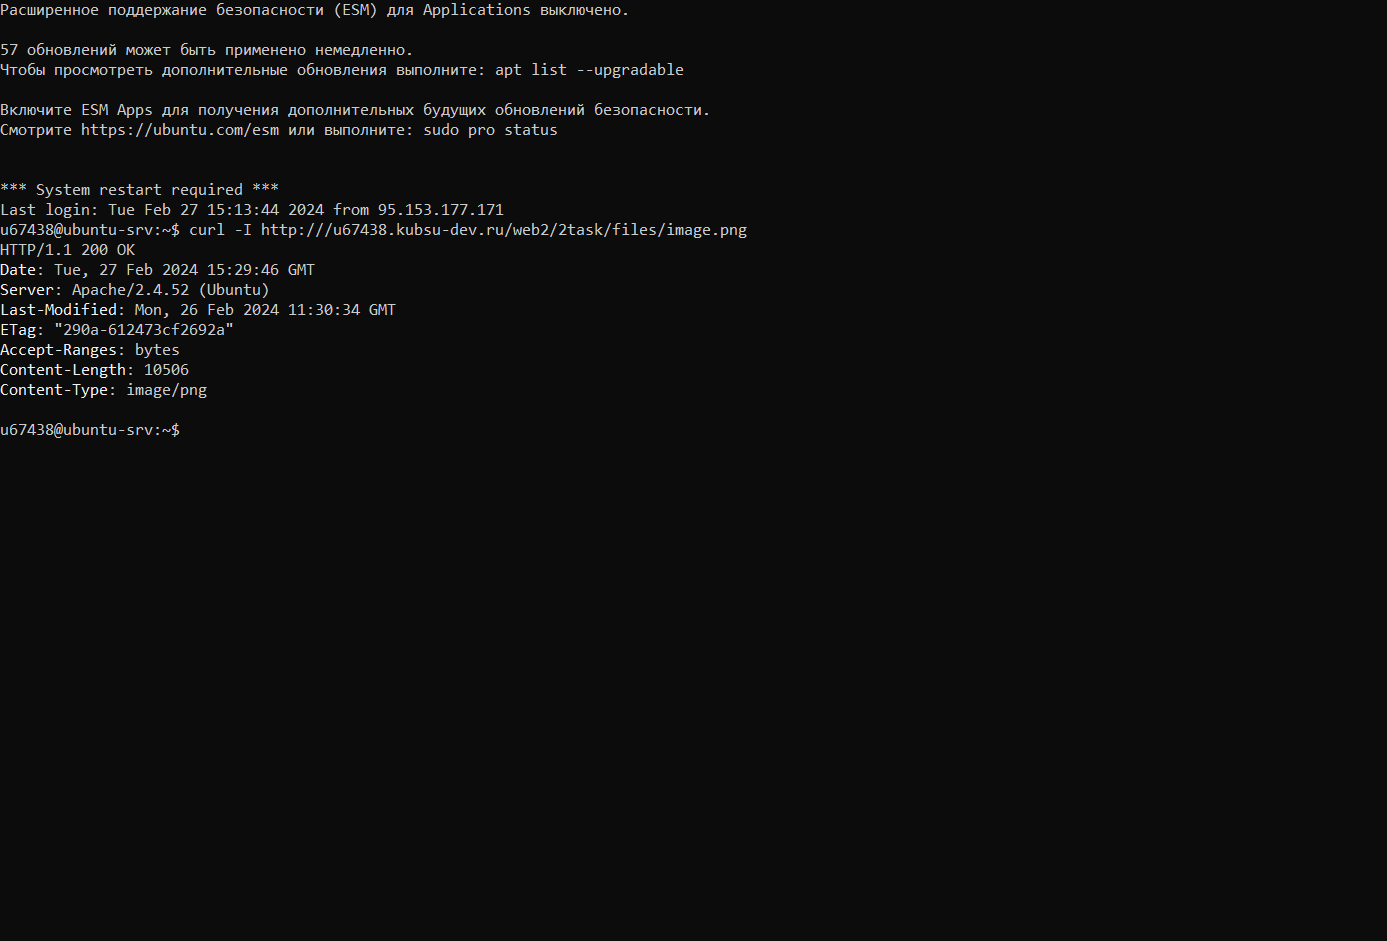 Расширенное поддержание безопасности (ESM) для Applications выключено.
57 обновлений может быть применено немедленно.
Чтобы просмотреть дополнительные обновления выполните: apt list --upgradable
Включите ESM Apps для получения дополнительных будущих обновлений безопасности.
Смотрите https://ubuntu.com/esm или выполните: sudo pro status
*** System restart required ***
Last login: Tue Feb 27 15:13:44 2024 from 95.153.177.171
u67438@ubuntu-srv:~$ curl -I http:///u67438.kubsu-dev.ru/web2/2task/files/image.png
HTTP/1.1 200 OK
Date: Tue, 27 Feb 2024 15:29:46 GMT
Server: Apache/2.4.52 (Ubuntu)
Last-Modified: Mon, 26 Feb 2024 11:30:34 GMT
ETag: "290a-612473cf2692a"
Accept-Ranges: bytes
Content-Length: 10506
Content-Type: image/png
u67438@ubuntu-srv:~$